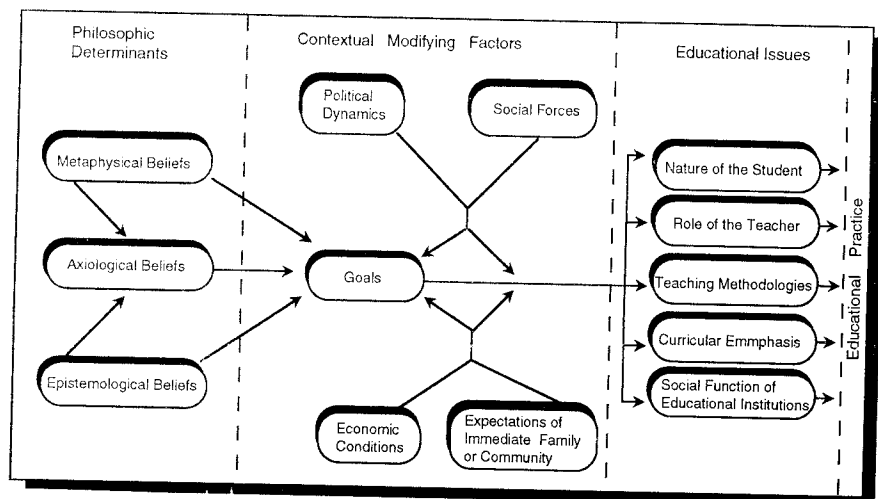 Philosophic
Determinants
Contextual Modifying Factors
Educational Issues
Metaphysical Beliefs
Axiological Beliefs
Epistemological Beliefs
Political
Dynamics
Social Forces
Goals
Economic
Conditions
Expectations of
Immediate Family
or Community
Nature of the Student
Role of the Teacher
Teaching Methodologies
Curricular Emmphasis
Social Function of
Educational Institutions
Educational Practice